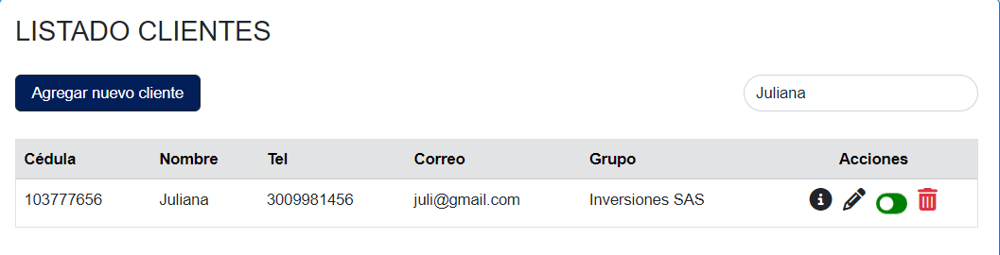 LISTADO CLIENTES
Agregar nuevo cliente
Juliana
Cédula Nombre Tel Correo Grupo Acciones
103777656 Juliana 3009981456 juli@gmail.com Inversiones SAS